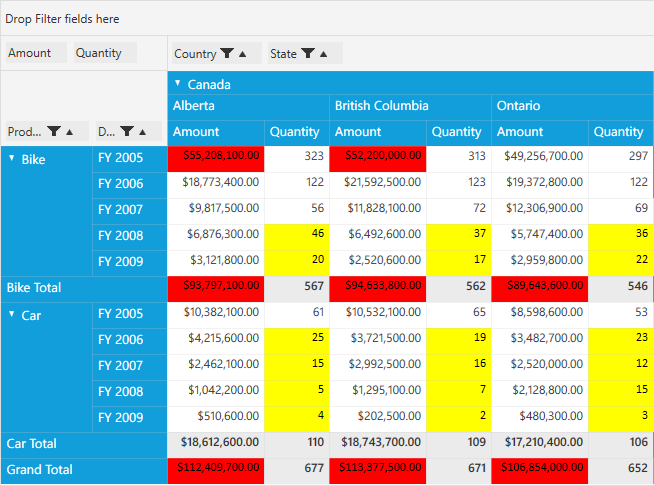 Drop Filter fields here
Amount Quantity Country State
Canada
Alberta British Columbia Ontario
Prod... D... Amount Quantity Amount Quantity Amount Quantity
Bike FY 2005 $55,208,100.00 323 $52,200,000.00 313 $49,256,700.00 297
FY 2006 $18,773,400.00 122 $21,592,500.00 123 $19,372,800.00 122
FY 2007 $9,817,500.00 56 $11,828,100.00 72 $12,306,900.00 69
FY 2008 $6,876,300.00 46 $6,492,600.00 37 $5,747,400.00 36
FY 2009 $3,121,800.00 20 $2,520,600.00 17 $2,959,800.00 22
Bike Total $93,797,100.00 567 $94,633,800.00 562 $89,643,600.00 546
Car FY 2005 $10,382,100.00 61 $10,532,100.00 65 $8,598,600.00 53
FY 2006 $4,215,600.00 25 $3,721,500.00 19 $3,482,700.00 23
FY 2007 $2,462,100.00 15 $2,992,500.00 16 $2,520,000.00 12
FY 2008 $1,042,200.00 5 $1,295,100.00 7 $2,128,800.00 15
FY 2009 $510,600.00 4 $202,500.00 2 $480,300.00 3
Car Total $18,612,600.00 110 $18,743,700.00 109 $17,210,400.00 106
Grand Total $112,409,700.00 677 $113,377,500.00 671 $106,854,000.00 652